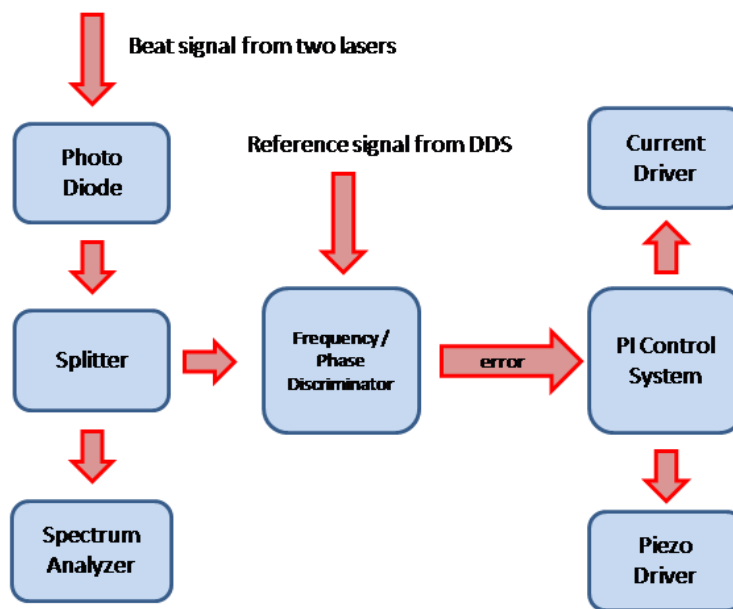 Beat signal from two lasers
Photo
Diode
Reference signal from DDS
Current
Driver
Splitter
Frequency /
Phase
Discriminator
error
PI Control
System
Spectrum
Analyzer
Piezo
Driver